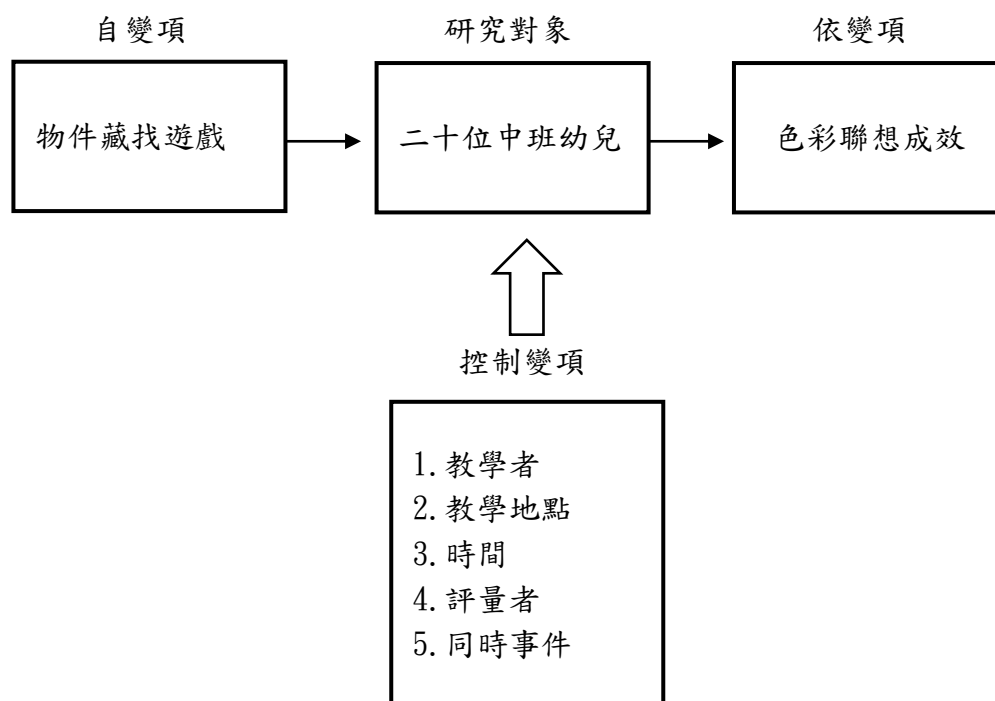 自變項
研究對象
依變項
物件藏找遊戲
二十位中班幼兒
色彩聯想成效
控制變項
1.教學者
2.教學地點
3.時間
4.評量者
5.同時事件